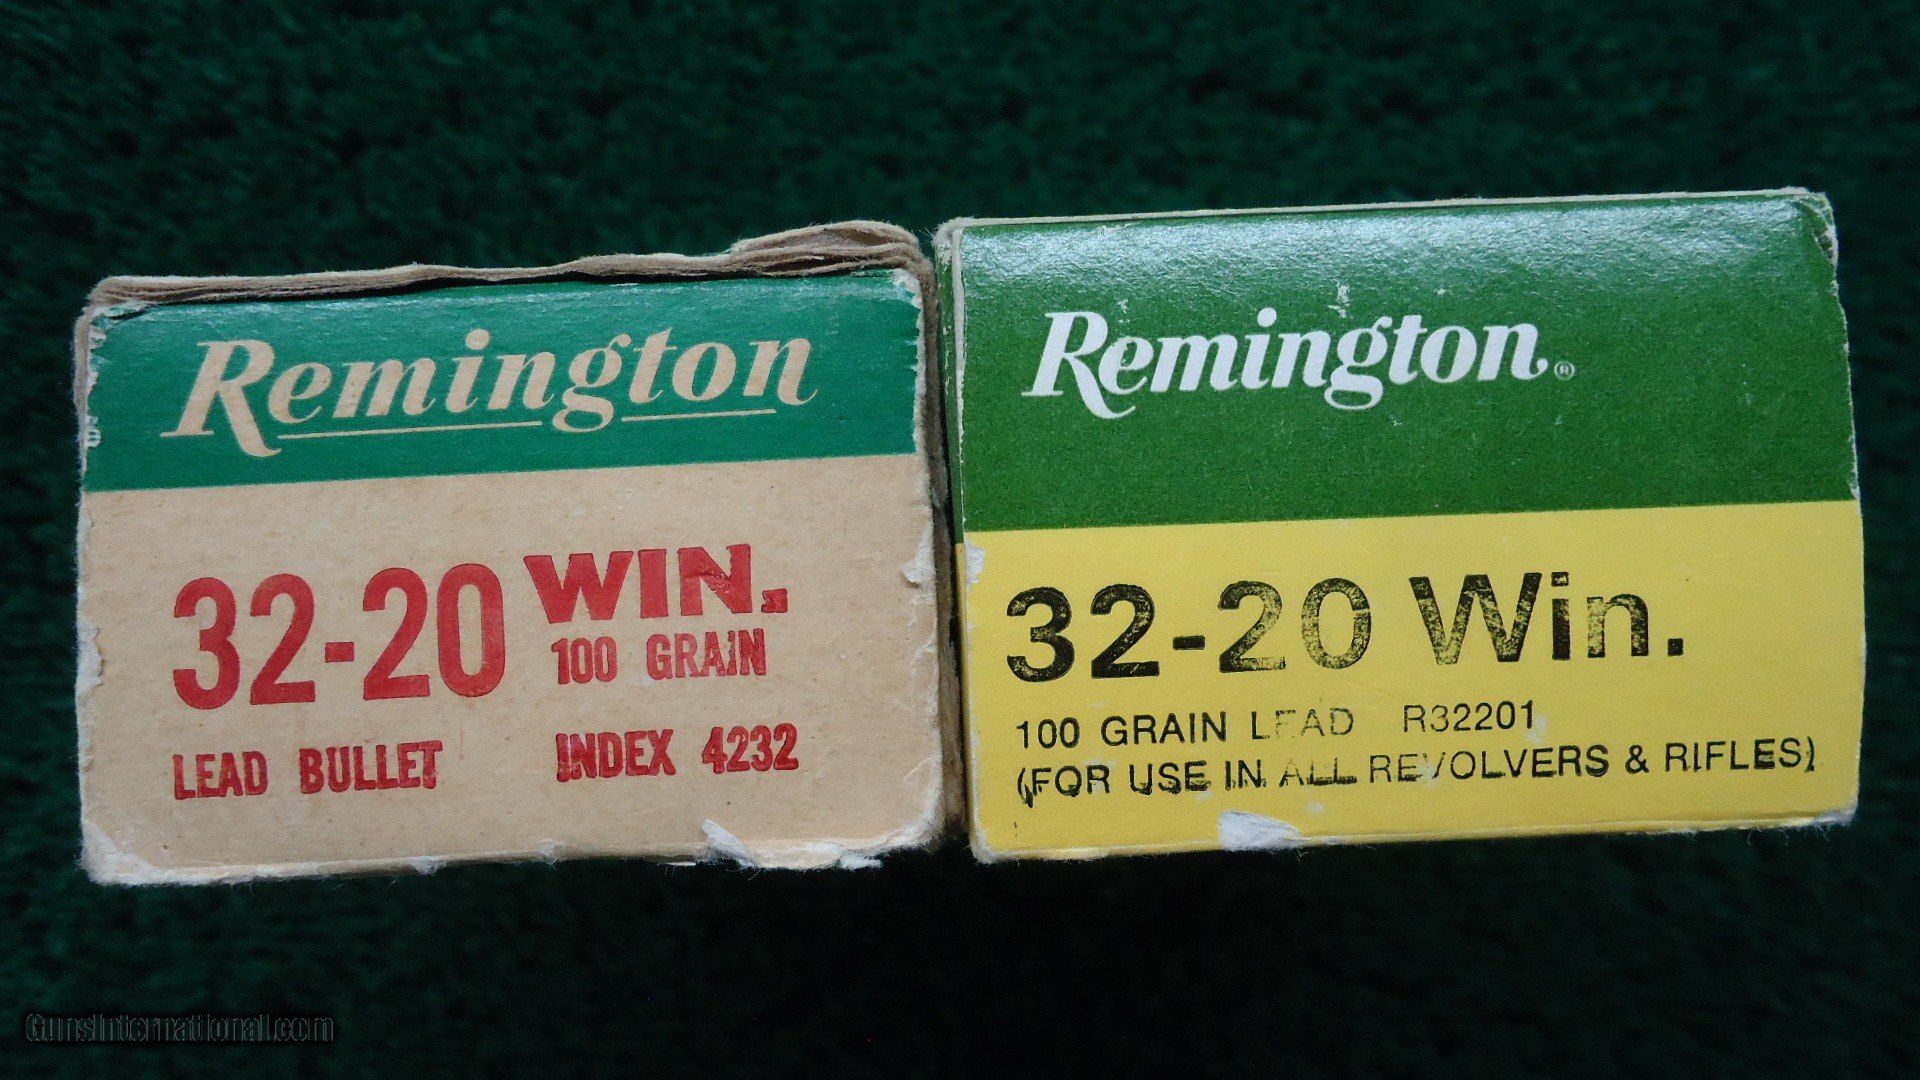 Remington
32-20 WIN.
100 GRAIN
LEAD BULLET INDEX 4232
Remington®
32-20 Win.
100 GRAIN LEAD R32201
(FOR USE IN ALL REVOLVERS & RIFLES)
GunsInternational.com